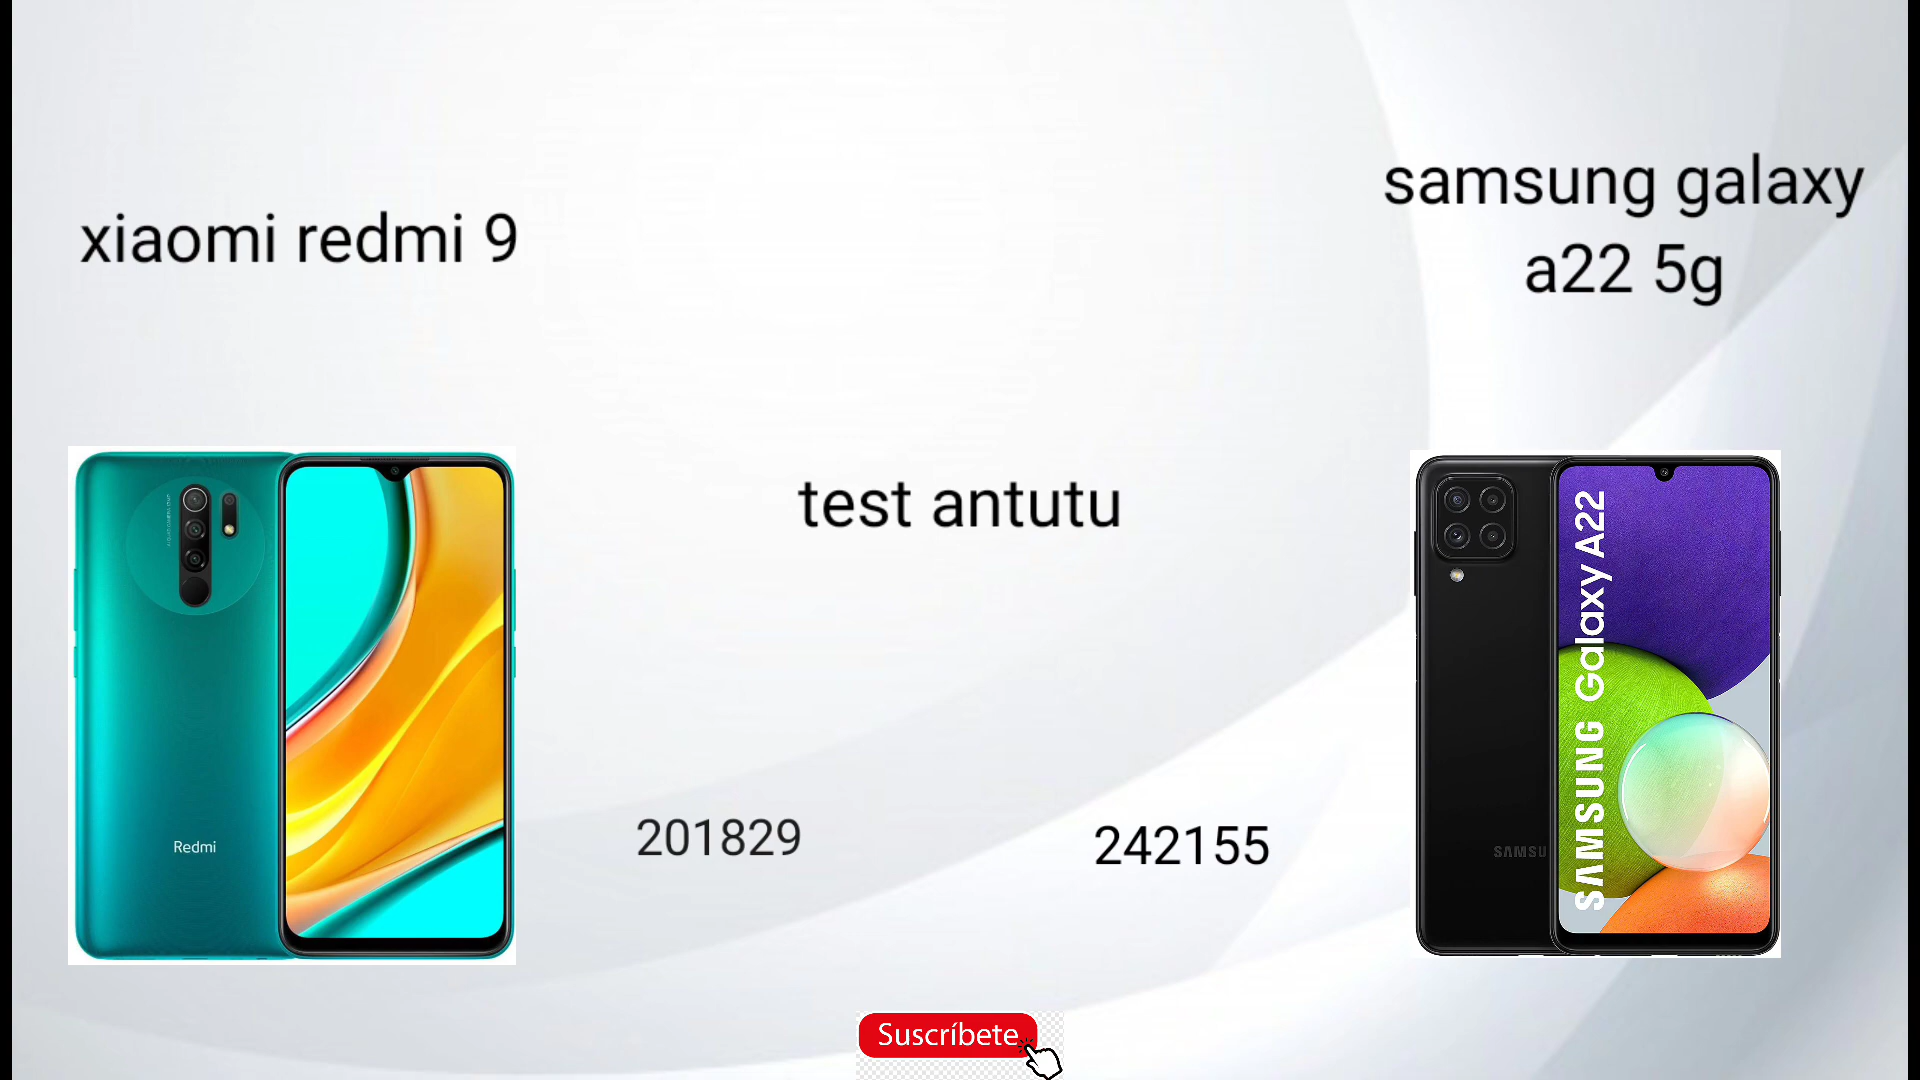 xiaomi redmi 9
samsung galaxy
a22 5g
test antutu
SAMSUNG Galaxy A22
Redmi
SAMSU
201829
242155
Suscríbete